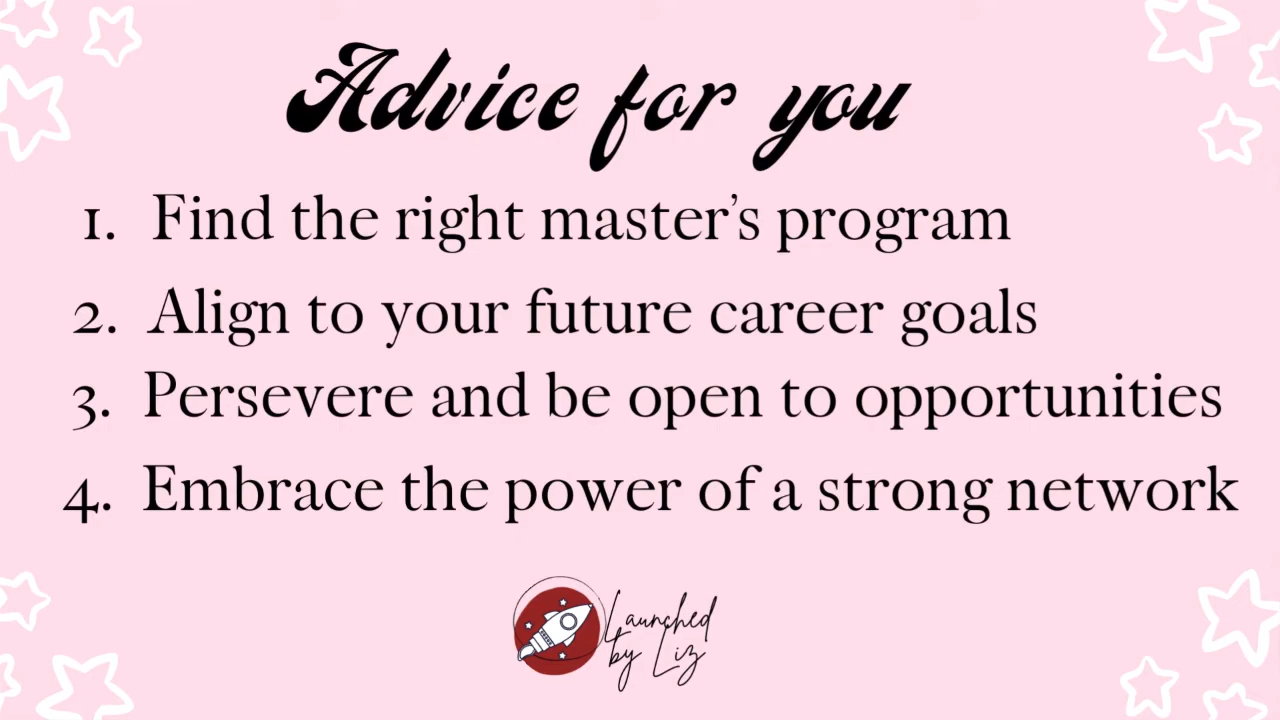 Advice for you
1. Find the right master's program
2. Align to your future career goals
3. Persevere and be open to opportunities
4. Embrace the power of a strong network
Launched
by Liz